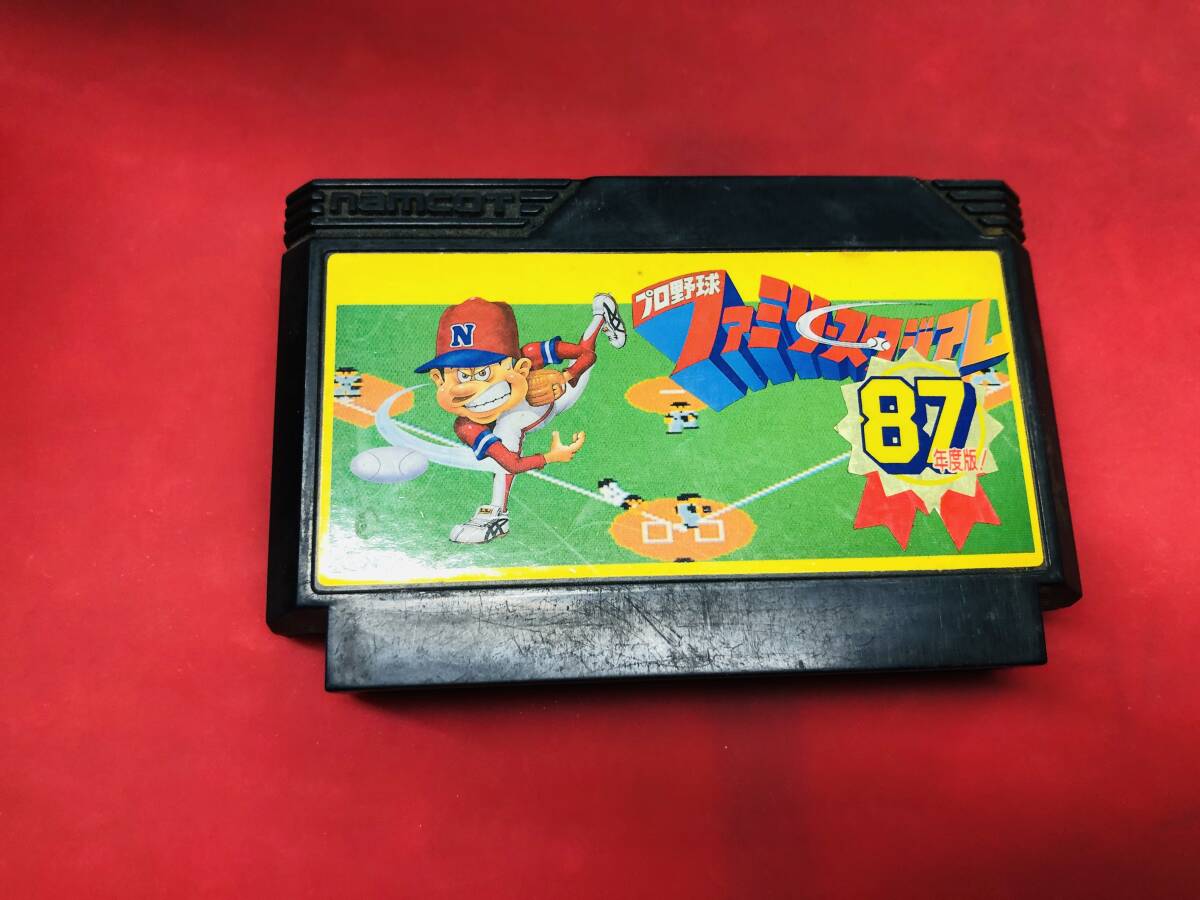 namcot
プロ野球
ファミリースタジアム
N
87
年度版!